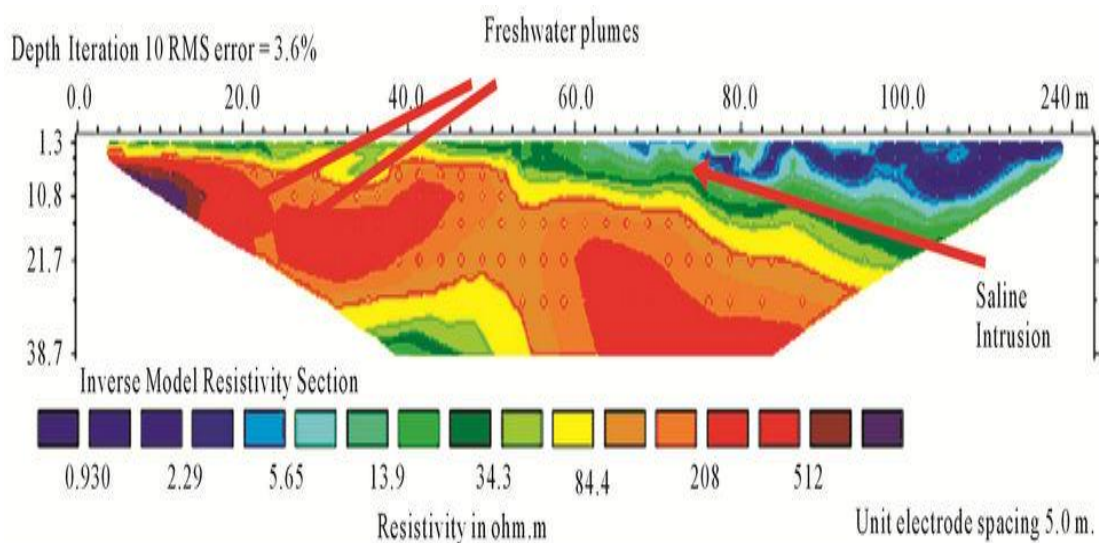 Freshwater plumes
Depth Iteration 10 RMS error = 3.6%
0.0 20.0 40.0 60.0 80.0 100.0 240 m
1.3
10.8
21.7
38.7
Saline
Intrusion
Inverse Model Resistivity Section
0.930 2.29 5.65 13.9 34.3 84.4 208 512
Resistivity in ohm.m
Unit electrode spacing 5.0 m.